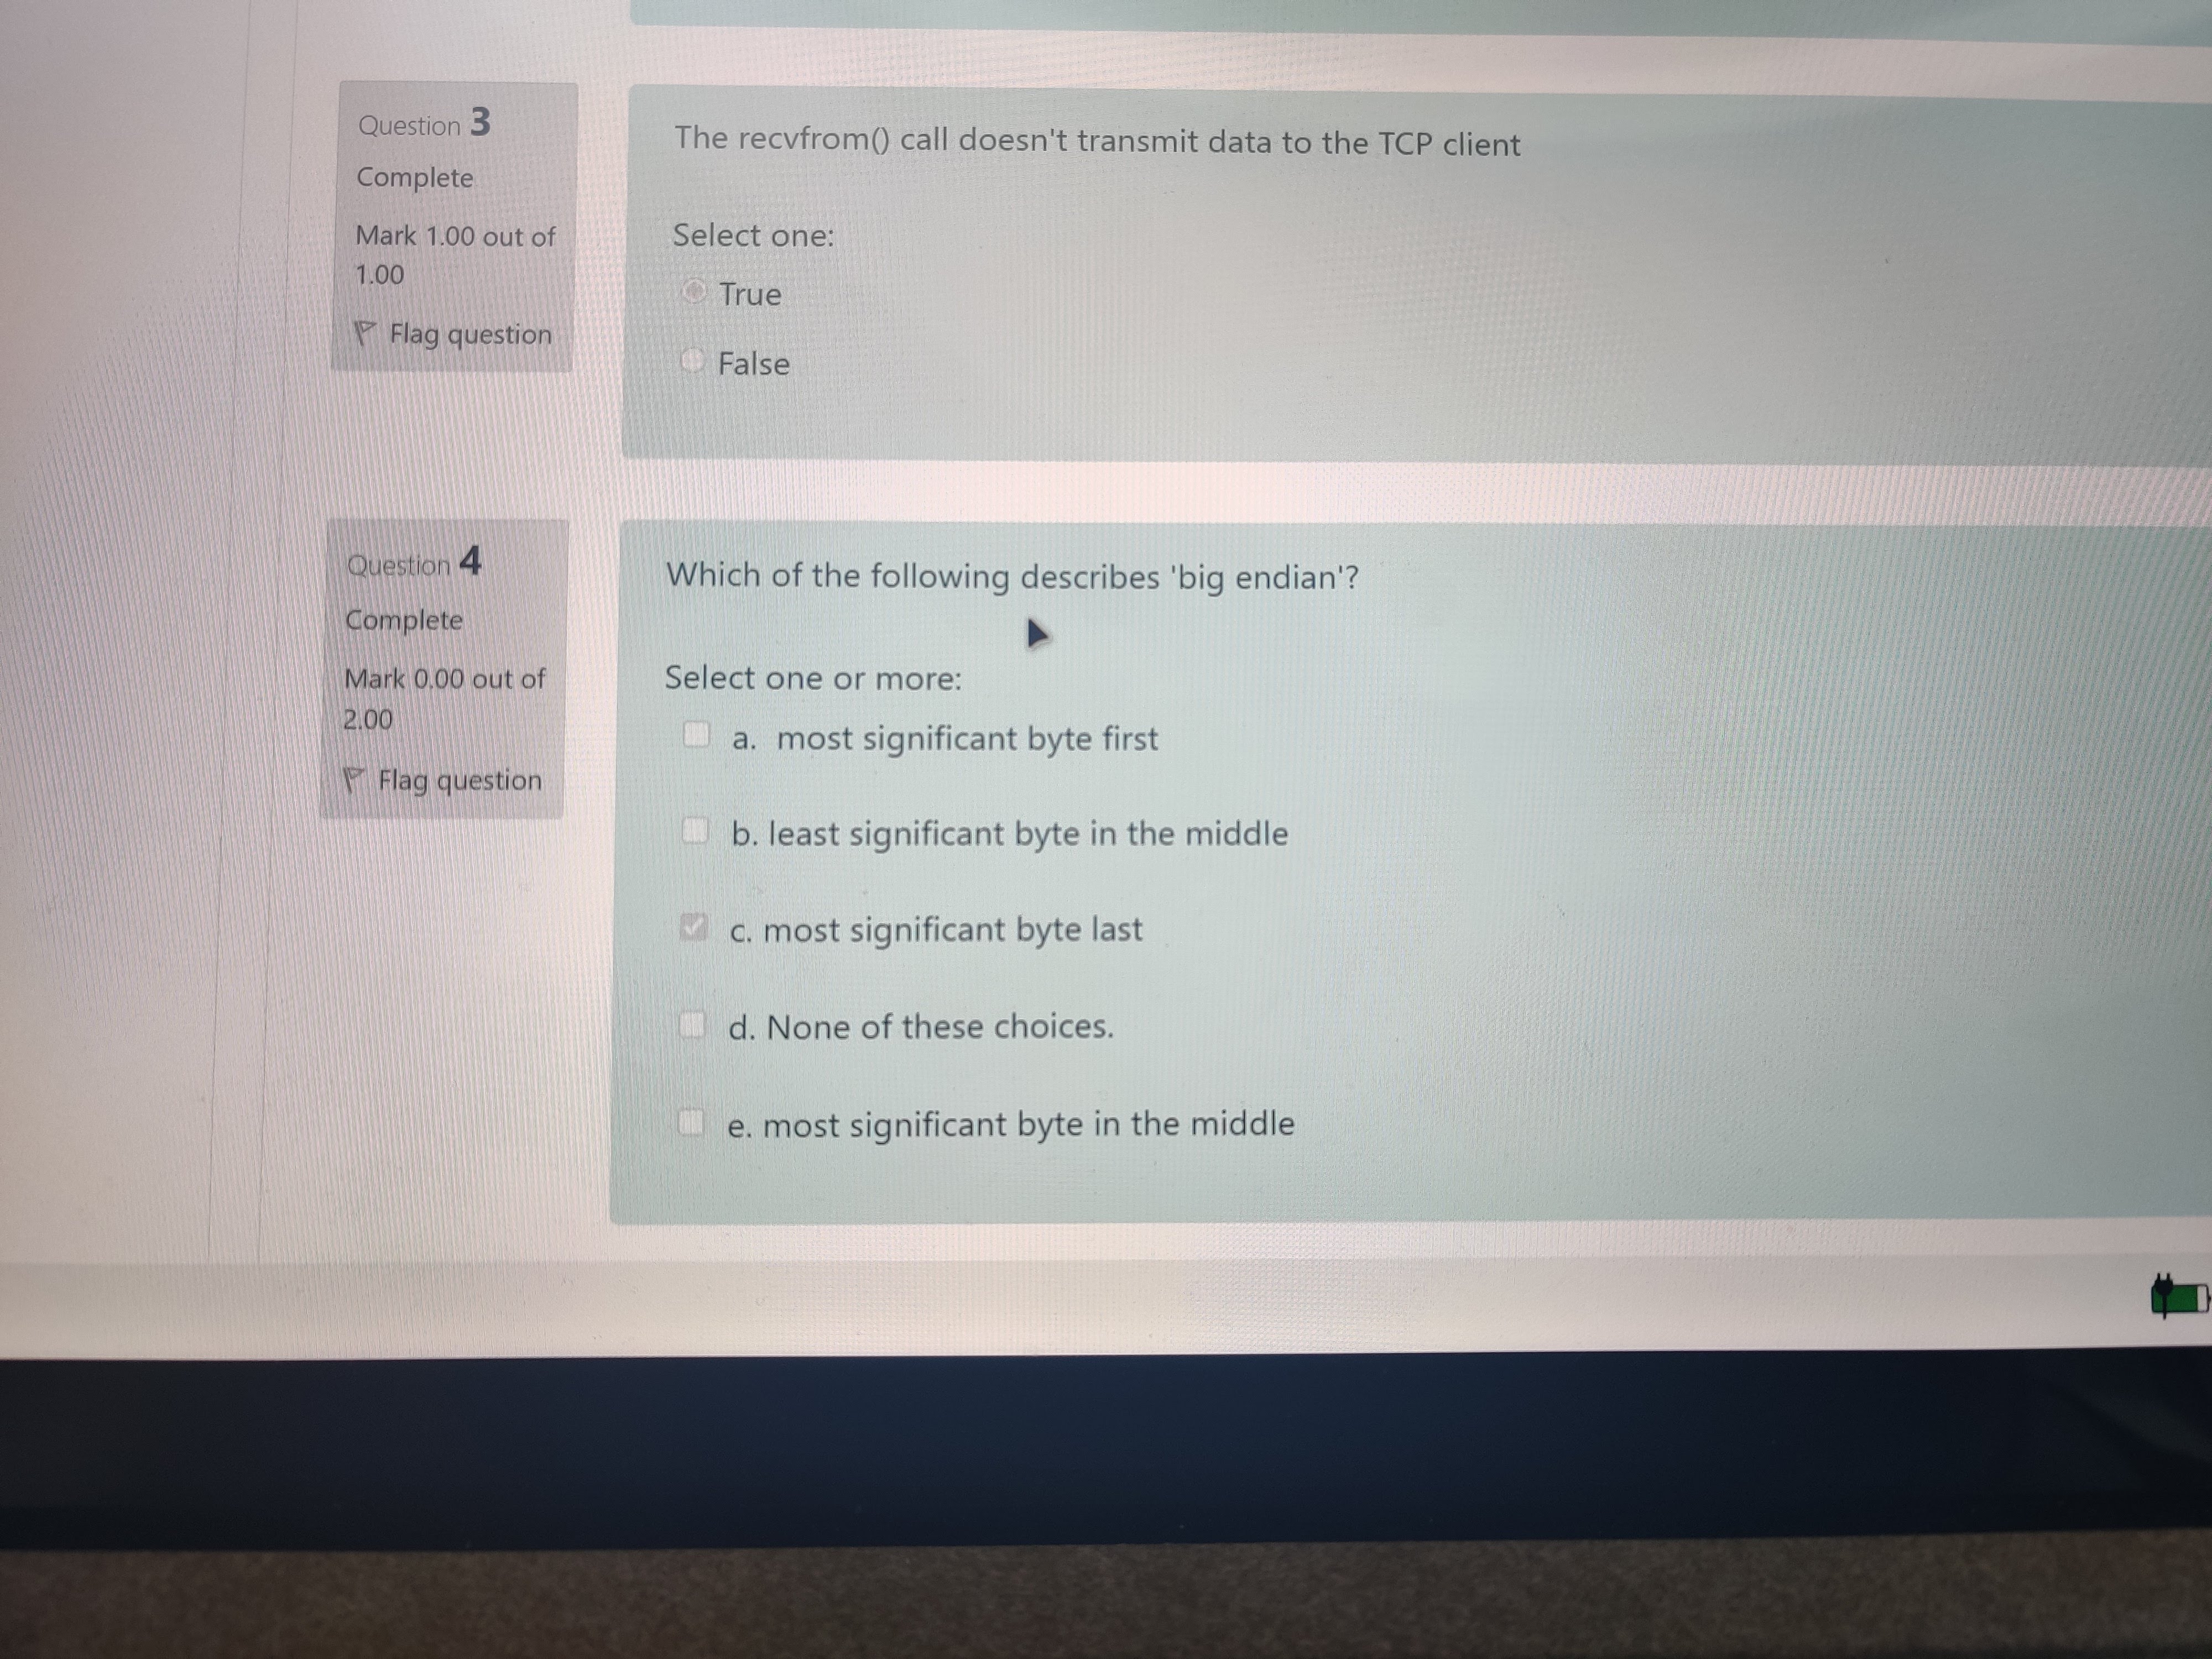 Question 3
Complete
Mark 1.00 out of
1.00
Flag question
The recvfrom() call doesn't transmit data to the TCP client
Select one:
True
False
Question 4
Complete
Mark 0.00 out of
2.00
Flag question
Which of the following describes 'big endian'?
Select one or more:
a. most significant byte first
b. least significant byte in the middle
c. most significant byte last
d. None of these choices.
e. most significant byte in the middle